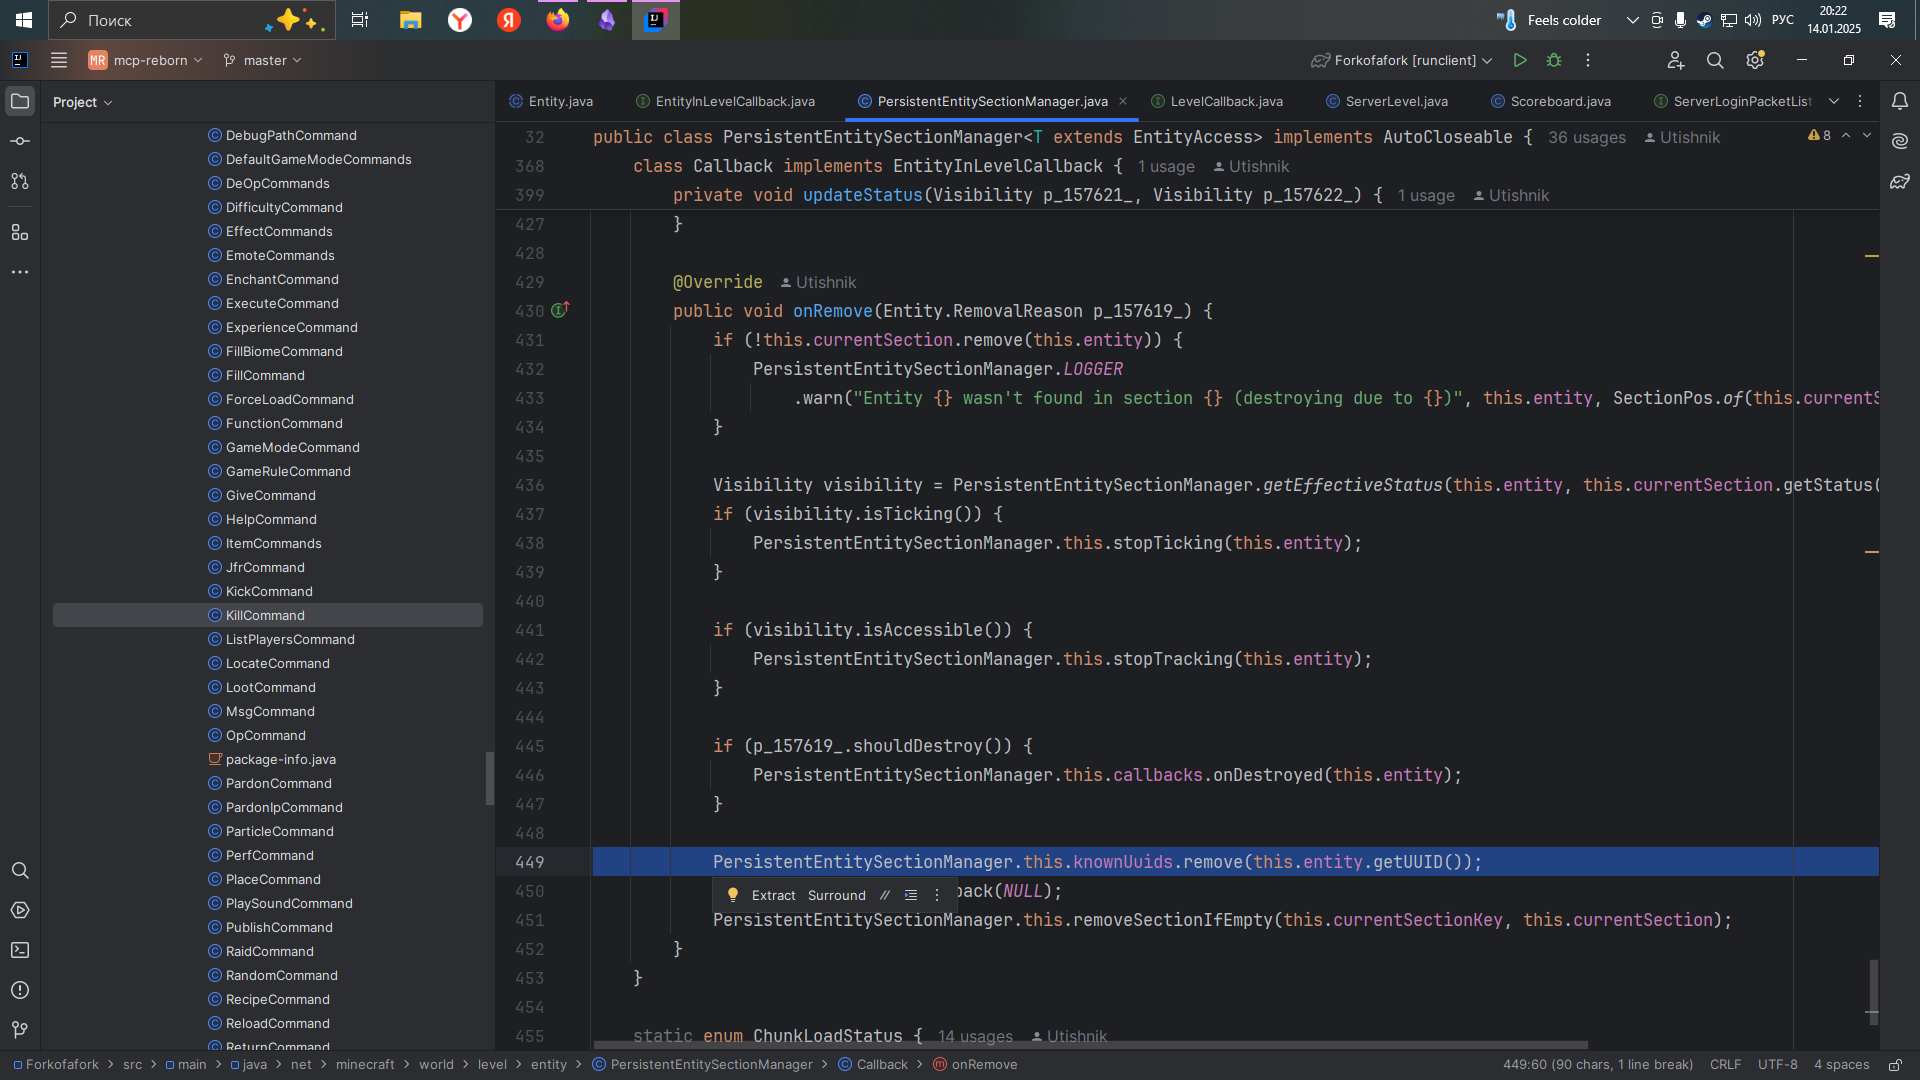 Поиск
Feels colder
РУС
20:22
14.01.2025
MR mcp-reborn
master
Forkofafork [runclient]
Project
Entity.java
EntityInLevelCallback.java
PersistentEntitySectionManager.java
LevelCallback.java
ServerLevel.java
Scoreboard.java
ServerLoginPacketList
DebugPathCommand
DefaultGameModeCommands
DeOpCommands
DifficultyCommand
EffectCommands
EmoteCommands
EnchantCommand
ExecuteCommand
ExperienceCommand
FillBiomeCommand
FillCommand
ForceLoadCommand
FunctionCommand
GameModeCommand
GameRuleCommand
GiveCommand
HelpCommand
ItemCommands
JfrCommand
KickCommand
KillCommand
ListPlayersCommand
LocateCommand
LootCommand
MsgCommand
OpCommand
package-info.java
PardonCommand
PardonIpCommand
ParticleCommand
PerfCommand
PlaceCommand
PlaySoundCommand
PublishCommand
RaidCommand
RandomCommand
RecipeCommand
ReloadCommand
ReturnCommand
32 public class PersistentEntitySectionManager<T extends EntityAccess> implements AutoCloseable { 36 usages Utishnik
8
368 class Callback implements EntityInLevelCallback { 1 usage Utishnik
399 private void updateStatus(Visibility p_157621_, Visibility p_157622_) { 1 usage Utishnik
427 }
428
429 @Override Utishnik
430 public void onRemove(Entity.RemovalReason p_157619_) {
431 if (!this.currentSection.remove(this.entity)) {
432 PersistentEntitySectionManager.LOGGER
433 .warn("Entity {} wasn't found in section {} (destroying due to {})", this.entity, SectionPos.of(this.currentS
434 }
435
436 Visibility visibility = PersistentEntitySectionManager.getEffectiveStatus(this.entity, this.currentSection.getStatus(
437 if (visibility.isTicking()) {
438 PersistentEntitySectionManager.this.stopTicking(this.entity);
439 }
440
441 if (visibility.isAccessible()) {
442 PersistentEntitySectionManager.this.stopTracking(this.entity);
443 }
444
445 if (p_157619_.shouldDestroy()) {
446 PersistentEntitySectionManager.this.callbacks.onDestroyed(this.entity);
447 }
448
449 PersistentEntitySectionManager.this.knownUuids.remove(this.entity.getUUID());
450 back(NULL);
Extract Surround //
451 PersistentEntitySectionManager.this.removeSectionIfEmpty(this.currentSectionKey, this.currentSection);
452 }
453 }
454
455 static enum ChunkLoadStatus { 14 usages Utishnik
Forkofafork > src > main > java > net > minecraft > world > level > entity > PersistentEntitySectionManager > Callback > onRemove
449:60 (90 chars, 1 line break) CRLF UTF-8 4 spaces